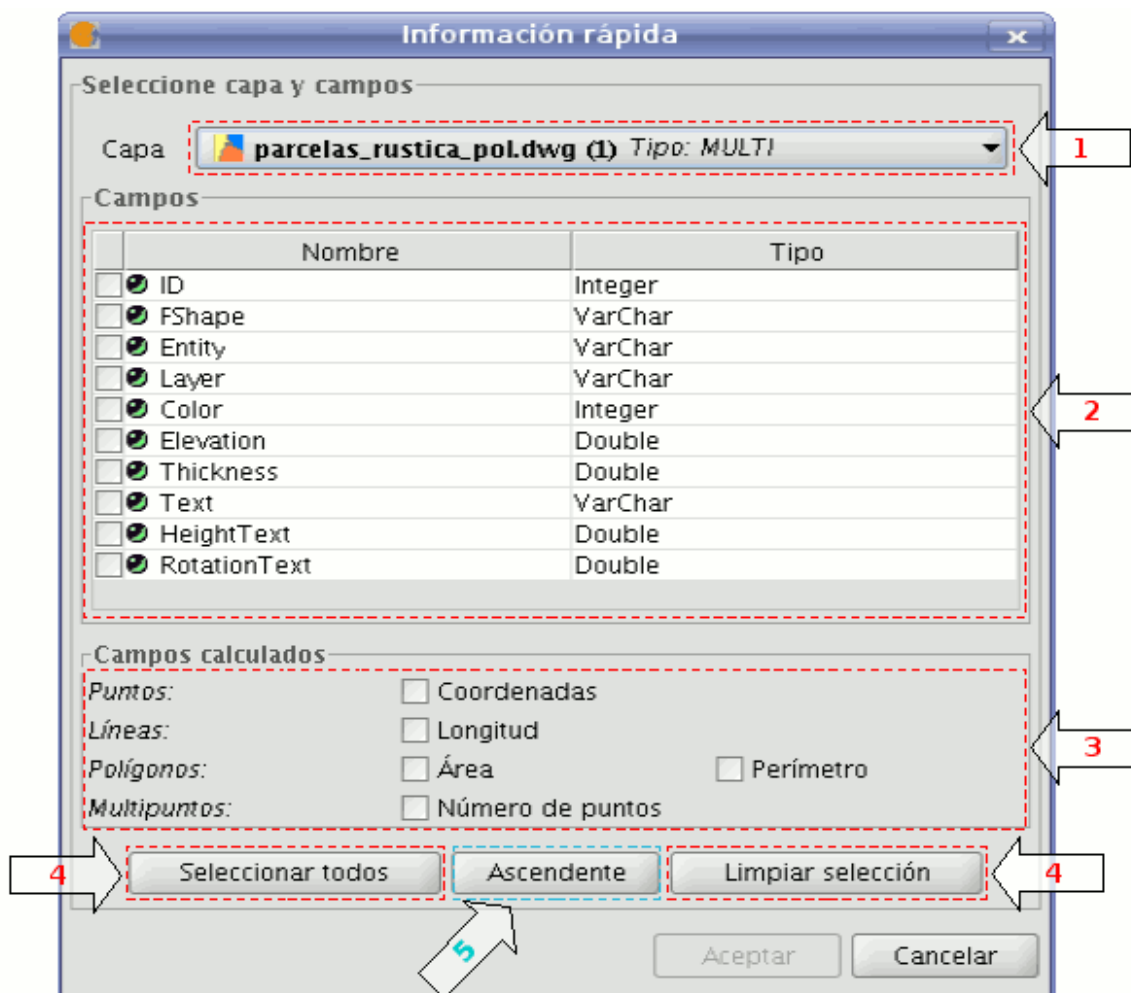 Información rápida
Seleccione capa y campos
Capa parcelas_rustica_pol.dwg (1) Tipo: MULTI 1
Campos
Nombre Tipo
ID Integer
FShape VarChar
Entity VarChar
Layer VarChar
Color Integer 2
Elevation Double
Thickness Double
Text VarChar
HeightText Double
RotationText Double
Campos calculados
Puntos: Coordenadas
Líneas: Longitud
3
Polígonos: Área Perímetro
Multipuntos: Número de puntos
4 Seleccionar todos Ascendente Limpiar selección 4
5
Aceptar Cancelar